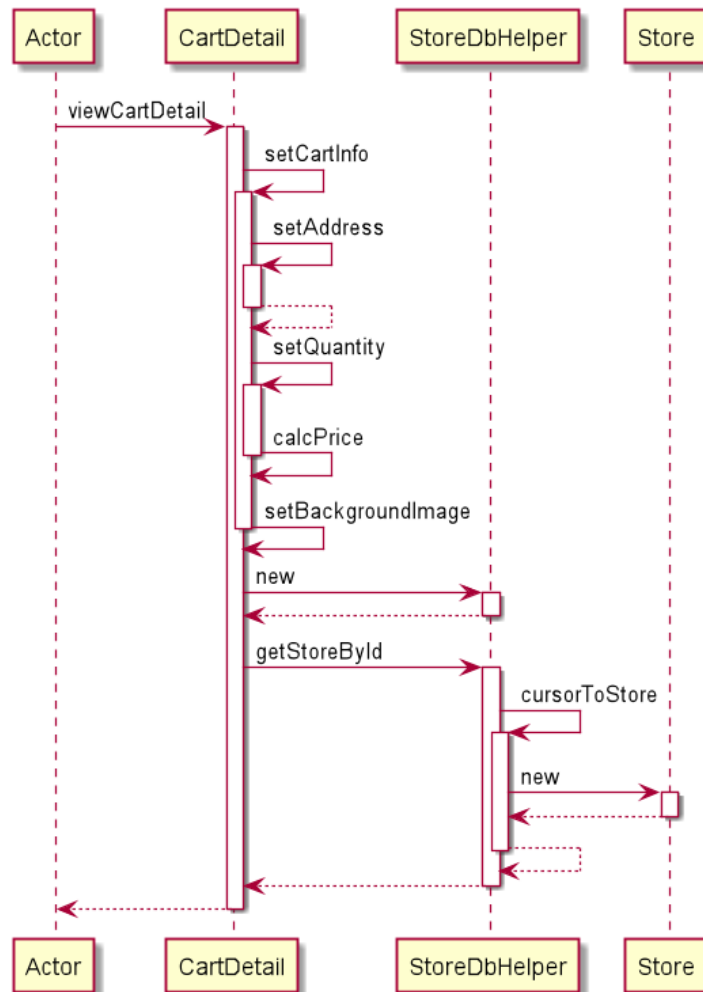 Actor
CartDetail
StoreDbHelper
Store
viewCartDetail
setCartInfo
setAddress
setQuantity
calcPrice
setBackgroundImage
new
getStoreById
cursorToStore
new
Actor
CartDetail
StoreDbHelper
Store